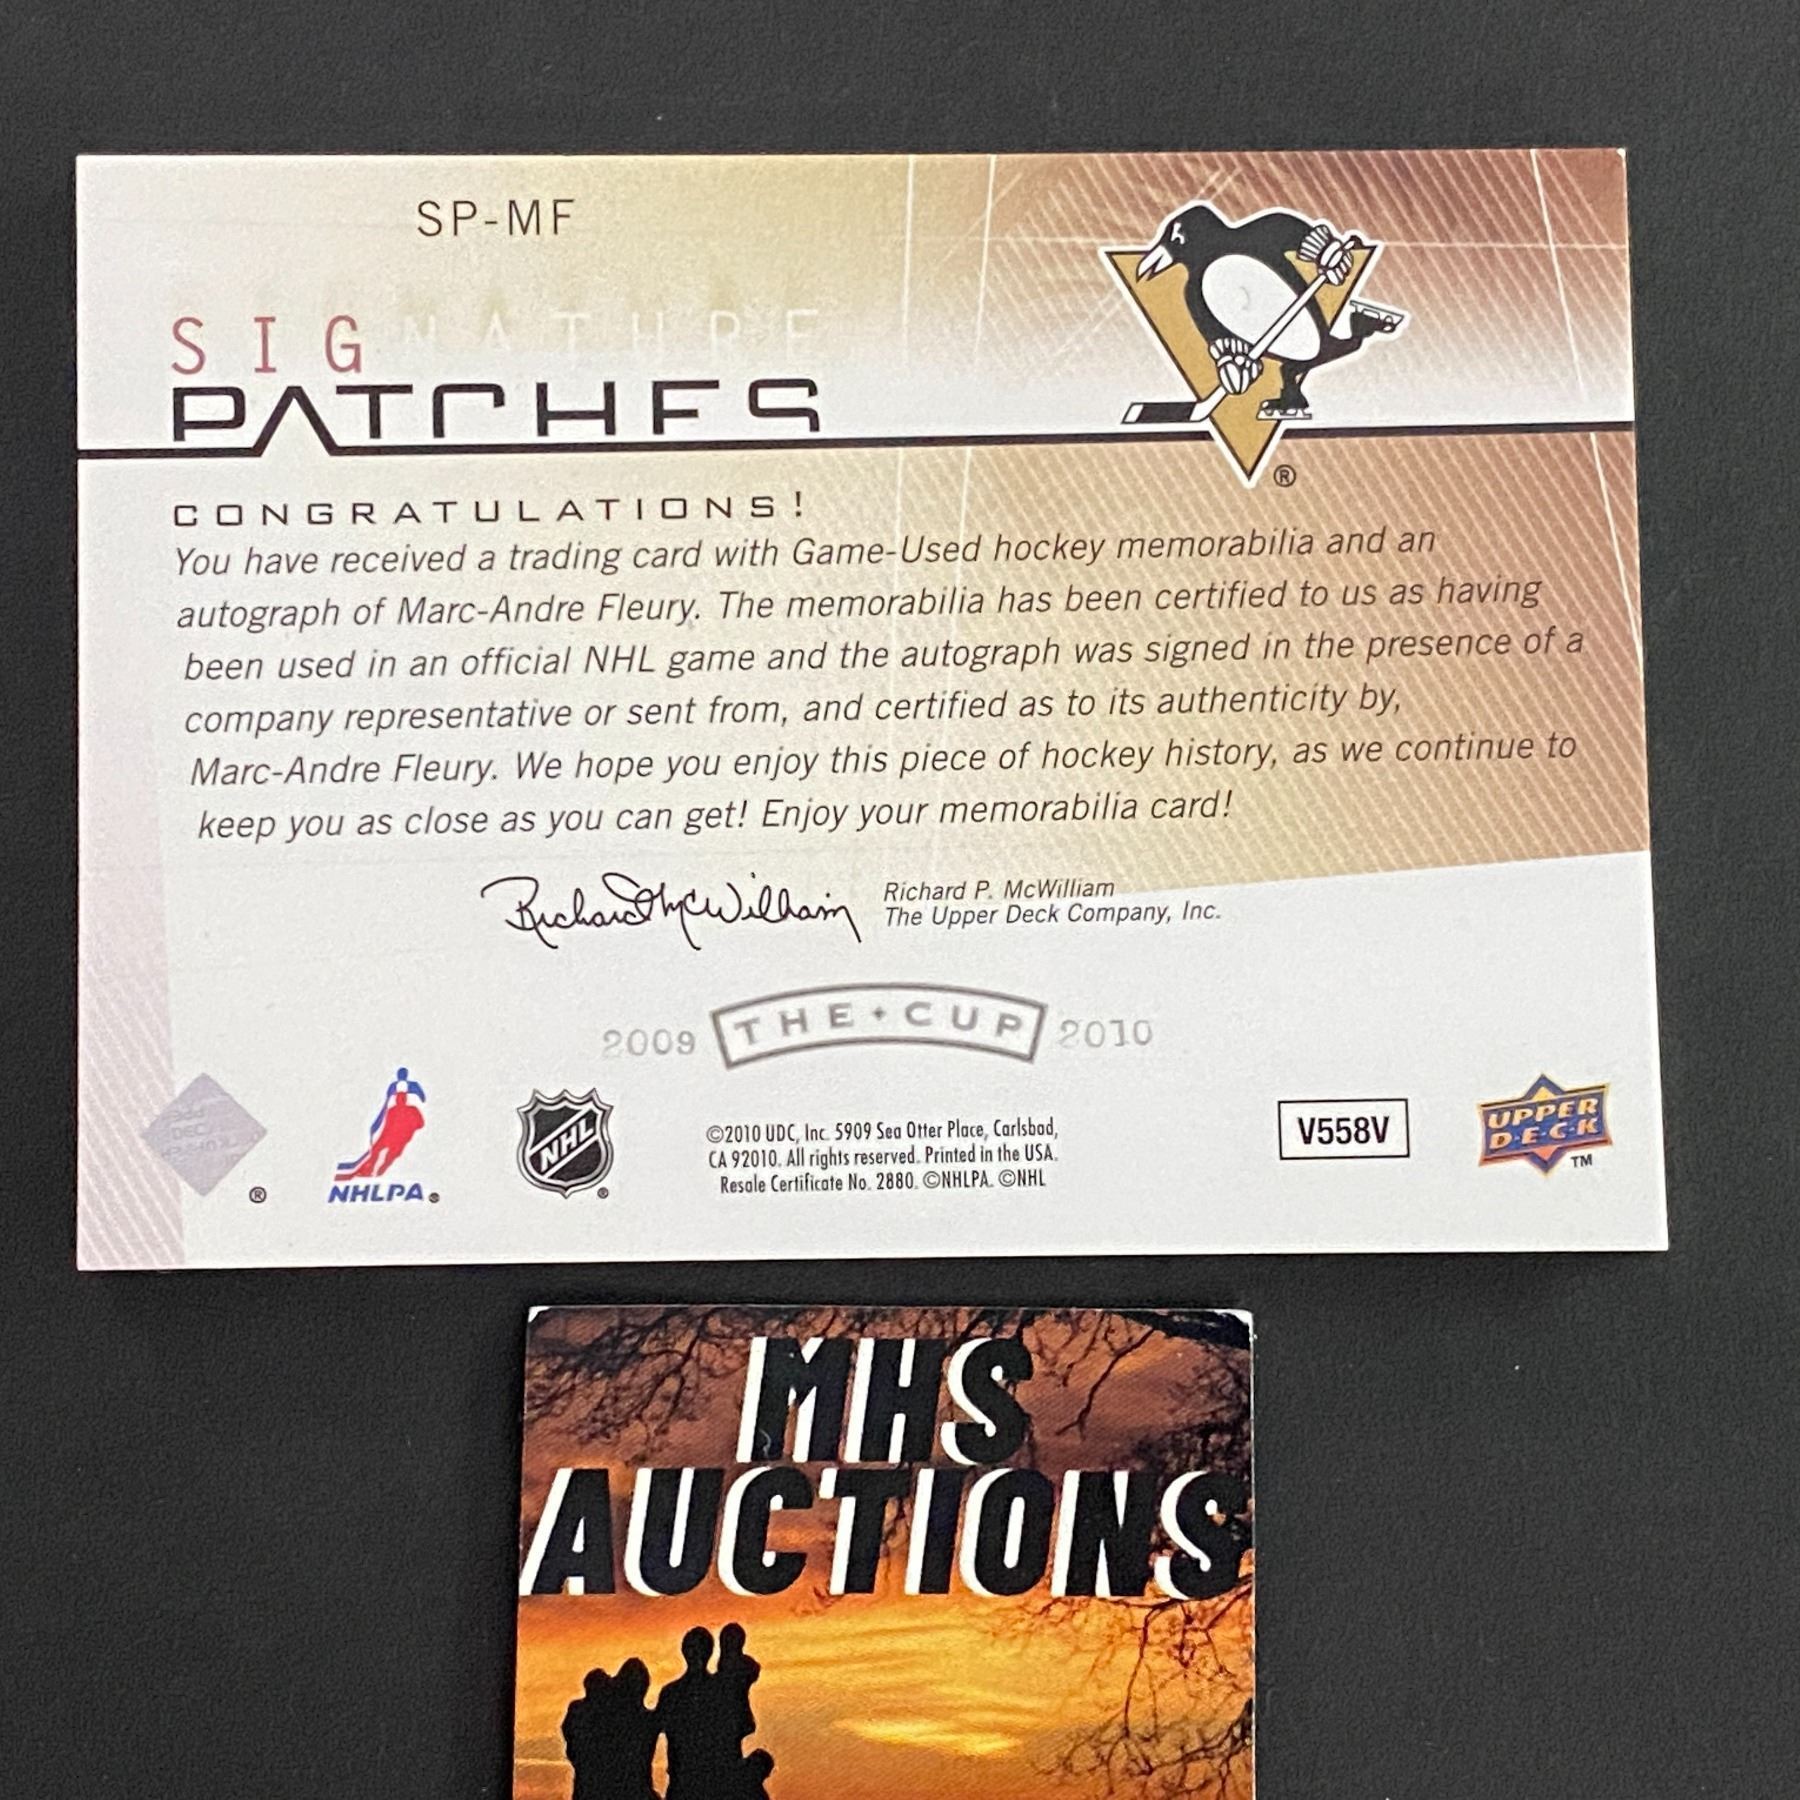 SP-MF
SIGNATURE
PATCHES
®
CONGRATULATIONS!
You have received a trading card with Game-Used hockey memorabilia and an
autograph of Marc-Andre Fleury. The memorabilia has been certified to us as having
been used in an official NHL game and the autograph was signed in the presence of a
company representative or sent from, and certified as to its authenticity by,
Marc-Andre Fleury. We hope you enjoy this piece of hockey history, as we continue to
keep you as close as you can get! Enjoy your memorabilia card!
Richard McWilliam
Richard P. McWilliam
The Upper Deck Company, Inc.
2009 THE CUP 2010
®
NHLPA®
NHL ®
©2010 UDC, Inc. 5909 Sea Otter Place, Carlsbad,
CA 92010. All rights reserved. Printed in the USA.
Resale Certificate No. 2880. ©NHLPA. ©NHL
V558V
UPPER
DECK
TM
MHS
AUCTIONS